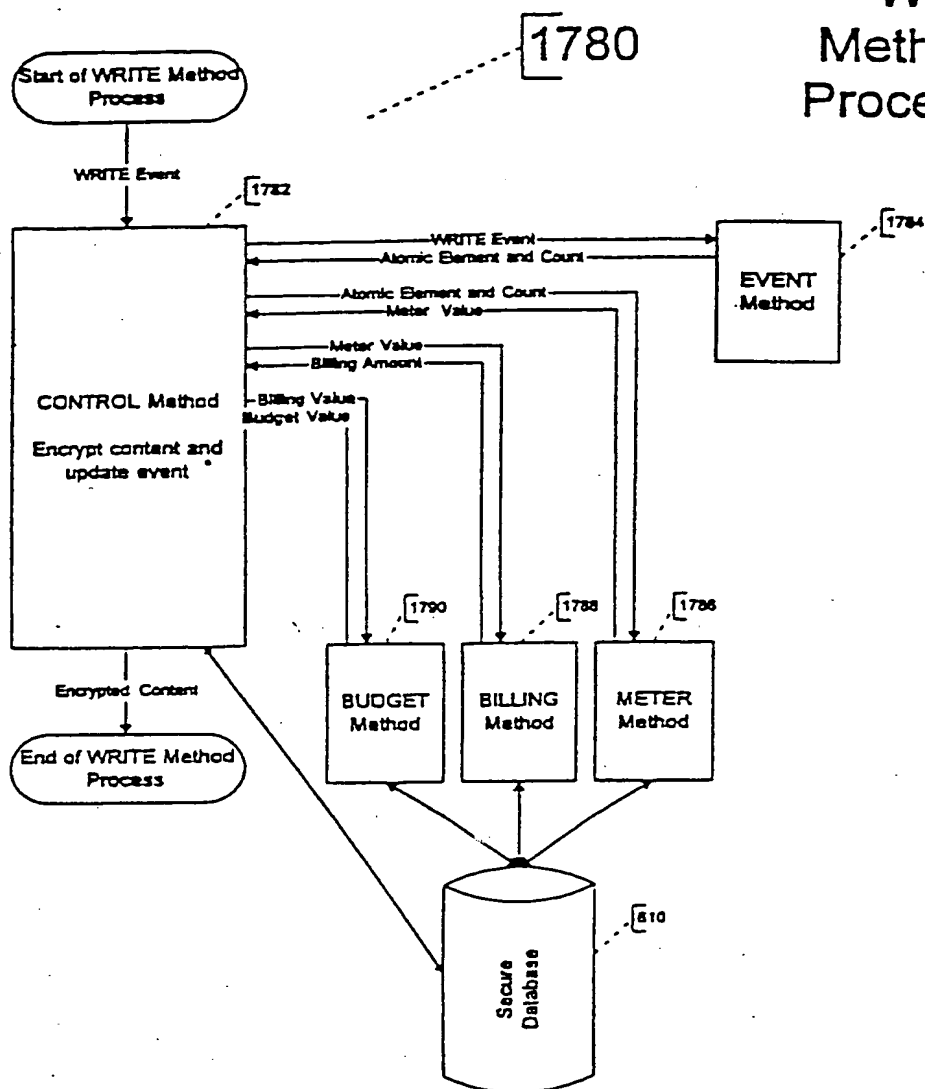 1780
Start of WRITE Method
Process
WRITE Event
1782
WRITE Event
Atomic Element and Count
1784
EVENT
Method
Atomic Element and Count
Meter Value
Meter Value
Billing Amount
Billing Value
Budget Value
CONTROL Method
Encrypt content and
update event
1790
1788
1786
BUDGET
Method
BILLING
Method
METER
Method
Encrypted Content
End of WRITE Method
Process
610
Secure
Database